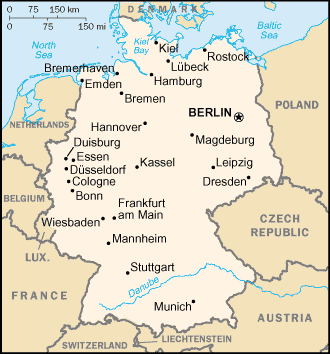 0 75 150 km
0 75 150 mi
DENMARK
North
Sea
Baltic
Sea
Kiel
Bay
Kiel
Rostock
Lübeck
Bremerhaven
Hamburg
Emden
Bremen
BERLIN
POLAND
NETHERLANDS
Hannover
Magdeburg
Duisburg
Essen
Kassel
Leipzig
Düsseldorf
Dresden
Cologne
BELGIUM
Bonn
Frankfurt
am Main
Wiesbaden
CZECH
REPUBLIC
LUX.
Mannheim
Stuttgart
Danube
FRANCE
Munich
AUSTRIA
SWITZERLAND
LIECHTENSTEIN